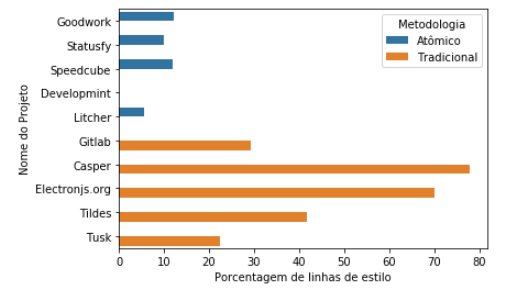 Goodwork
Statusfy
Speedcube
Developmint
Litcher
Gitlab
Casper
Electronjs.org
Tildes
Tusk
Nome do Projeto
Metodologia
Atômico
Tradicional
0 10 20 30 40 50 60 70 80
Porcentagem de linhas de estilo